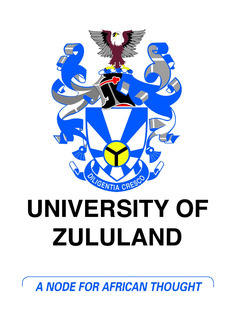 DILIGENTIA CRESCO
UNIVERSITY OF
ZULULAND
A NODE FOR AFRICAN THOUGHT